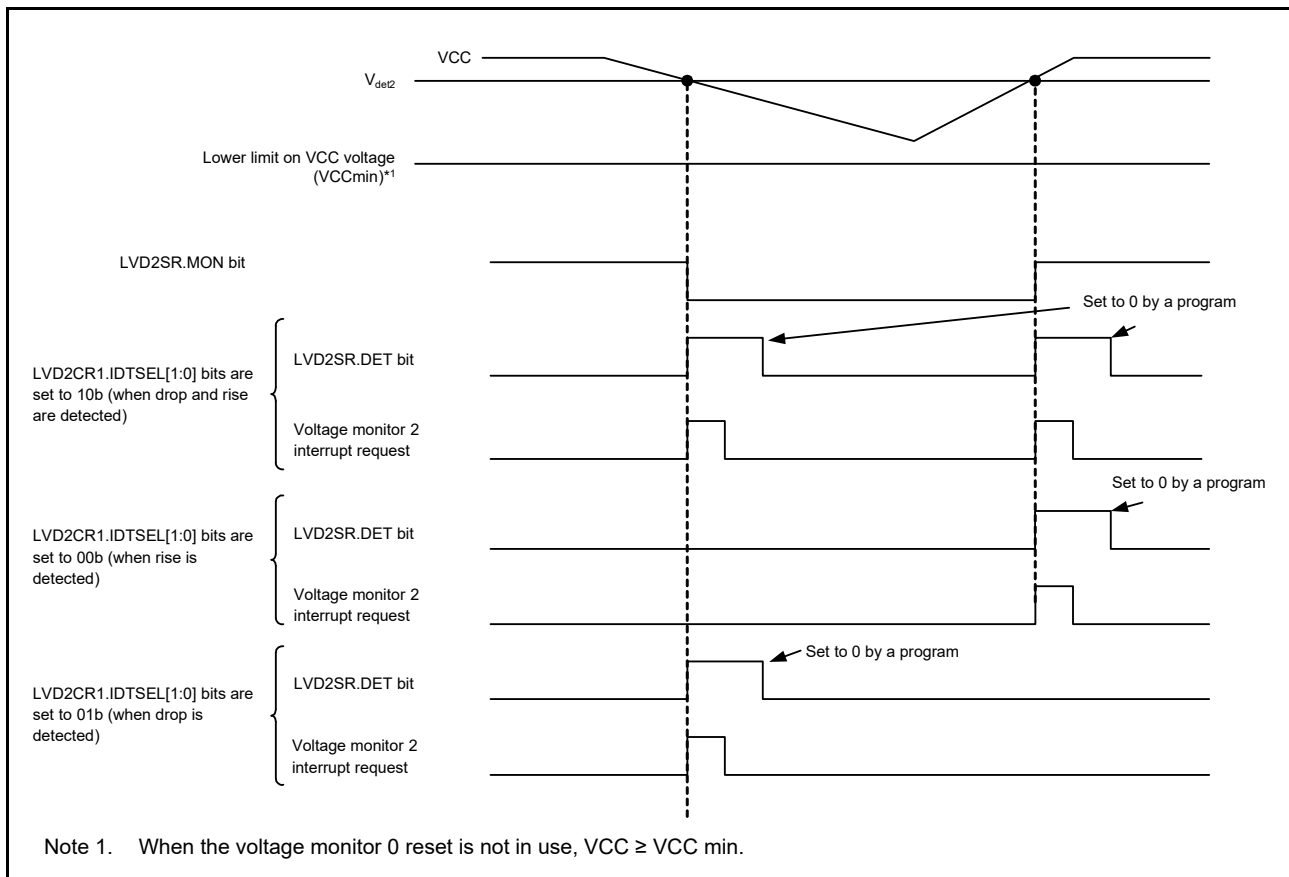 VCC
Vdet2
Lower limit on VCC voltage
(VCCmin)*1
LVD2SR.MON bit
Set to 0 by a program
LVD2CR1.IDTSEL[1:0] bits are
set to 10b (when drop and rise
are detected)
LVD2SR.DET bit
Voltage monitor 2
interrupt request
Set to 0 by a program
LVD2CR1.IDTSEL[1:0] bits are
set to 00b (when rise is
detected)
LVD2SR.DET bit
Voltage monitor 2
interrupt request
Set to 0 by a program
LVD2CR1.IDTSEL[1:0] bits are
set to 01b (when drop is
detected)
LVD2SR.DET bit
Voltage monitor 2
interrupt request
Note 1. When the voltage monitor 0 reset is not in use, VCC ≥ VCC min.